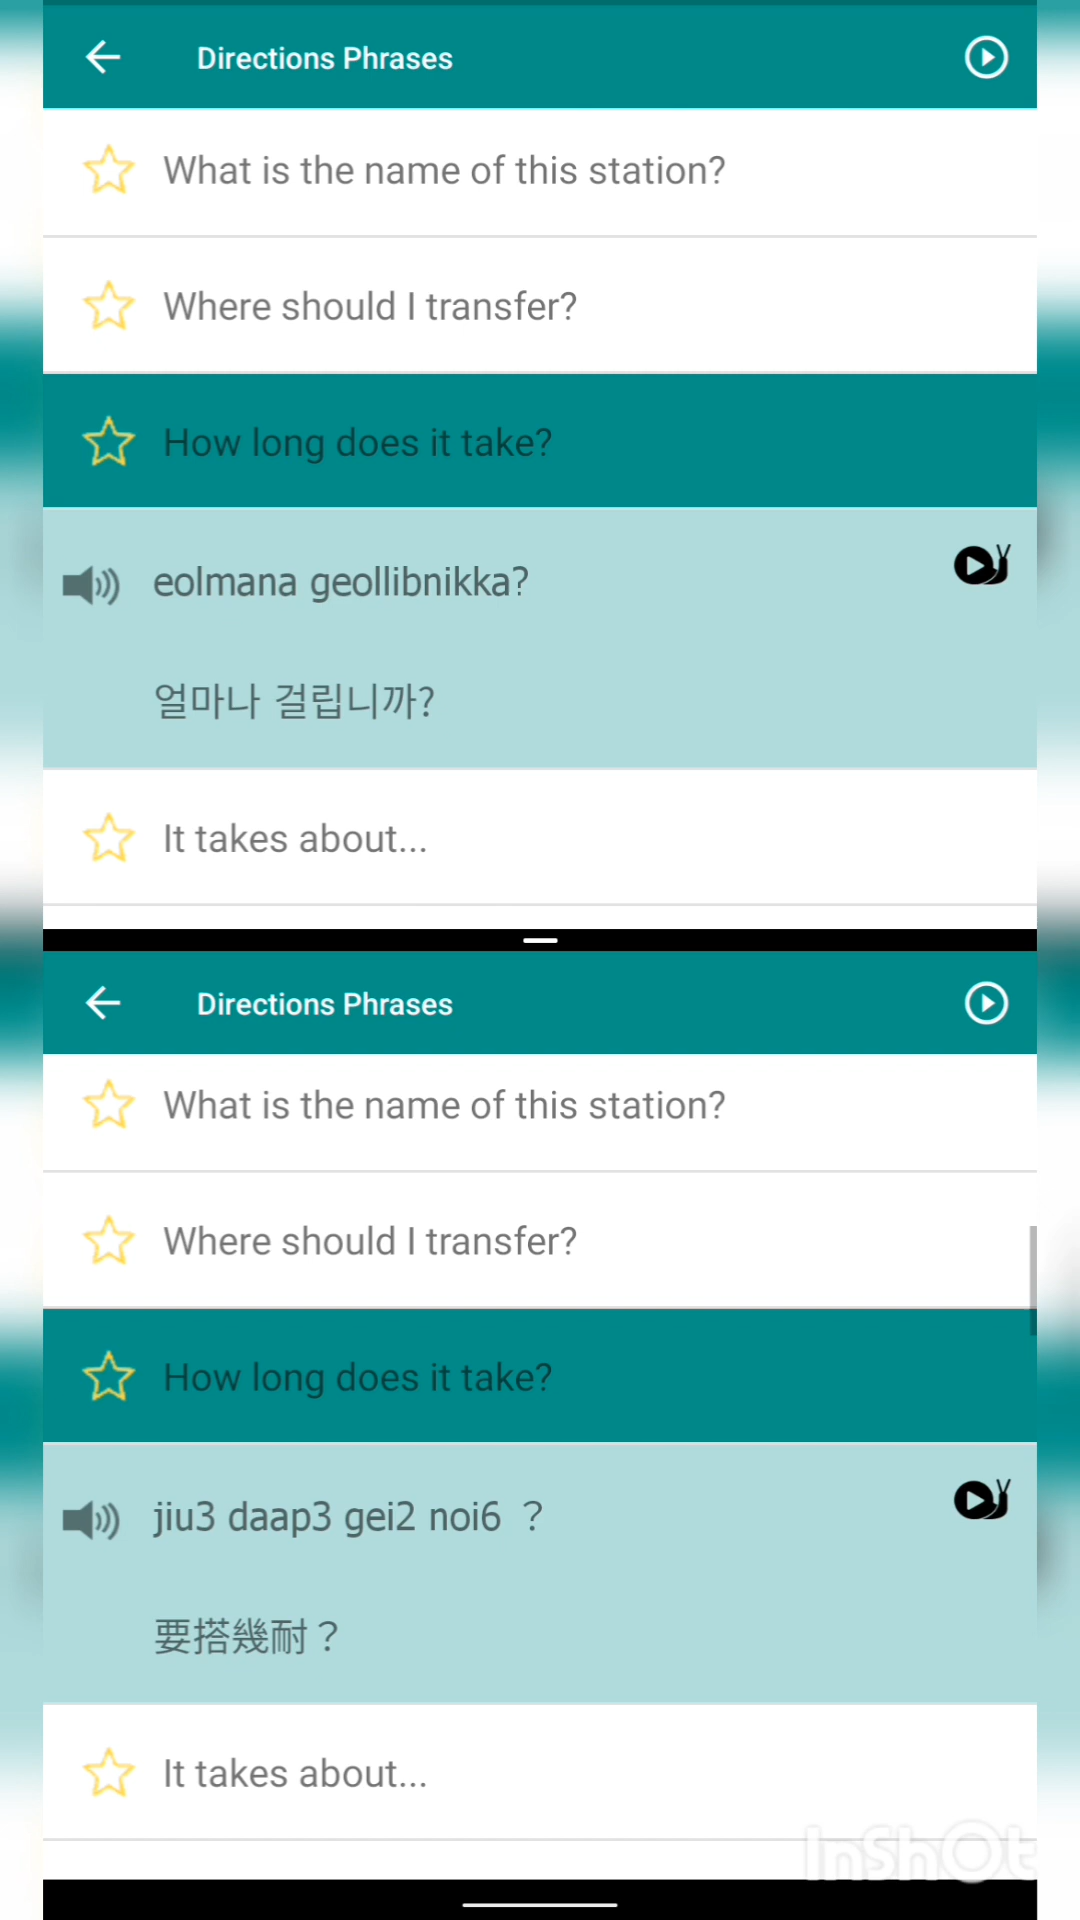 Directions Phrases
What is the name of this station?
Where should I transfer?
How long does it take?
eolmana geollibnikka?
얼마나 걸립니까?
It takes about...
Directions Phrases
What is the name of this station?
Where should I transfer?
How long does it take?
jiu3 daap3 gei2 noi6 ？
要搭幾耐？
It takes about...
InShOt